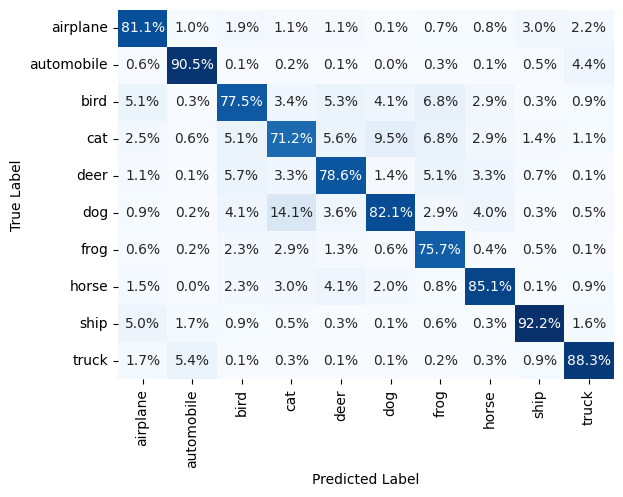 airplane 81.1% 1.0% 1.9% 1.1% 1.1% 0.1% 0.7% 0.8% 3.0% 2.2%
automobile 0.6% 90.5% 0.1% 0.2% 0.1% 0.0% 0.3% 0.1% 0.5% 4.4%
bird 5.1% 0.3% 77.5% 3.4% 5.3% 4.1% 6.8% 2.9% 0.3% 0.9%
cat 2.5% 0.6% 5.1% 71.2% 5.6% 9.5% 6.8% 2.9% 1.4% 1.1%
deer 1.1% 0.1% 5.7% 3.3% 78.6% 1.4% 5.1% 3.3% 0.7% 0.1%
dog 0.9% 0.2% 4.1% 14.1% 3.6% 82.1% 2.9% 4.0% 0.3% 0.5%
frog 0.6% 0.2% 2.3% 2.9% 1.3% 0.6% 75.7% 0.4% 0.5% 0.1%
horse 1.5% 0.0% 2.3% 3.0% 4.1% 2.0% 0.8% 85.1% 0.1% 0.9%
ship 5.0% 1.7% 0.9% 0.5% 0.3% 0.1% 0.6% 0.3% 92.2% 1.6%
truck 1.7% 5.4% 0.1% 0.3% 0.1% 0.1% 0.2% 0.3% 0.9% 88.3%
True Label
airplane automobile bird cat deer dog frog horse ship truck
Predicted Label